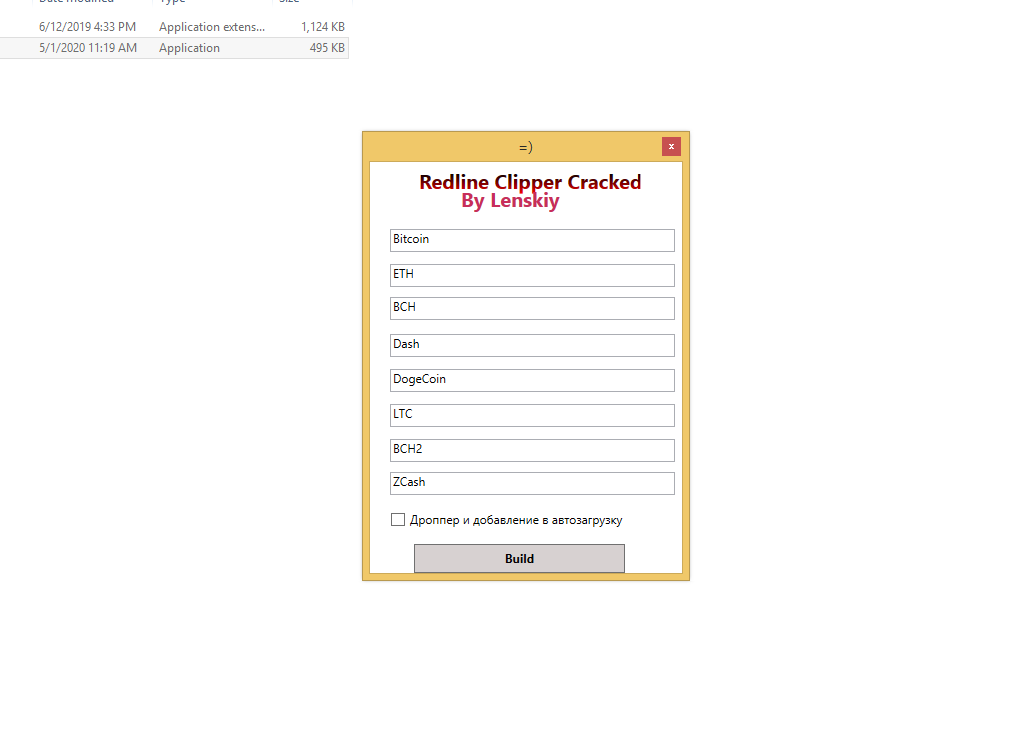 Date modified Type Size
6/12/2019 4:33 PM Application extens... 1,124 KB
5/1/2020 11:19 AM Application 495 KB
=)
x
Redline Clipper Cracked
By Lenskiy
Bitcoin
ETH
BCH
Dash
DogeCoin
LTC
BCH2
ZCash
Дроппер и добавление в автозагрузку
Build